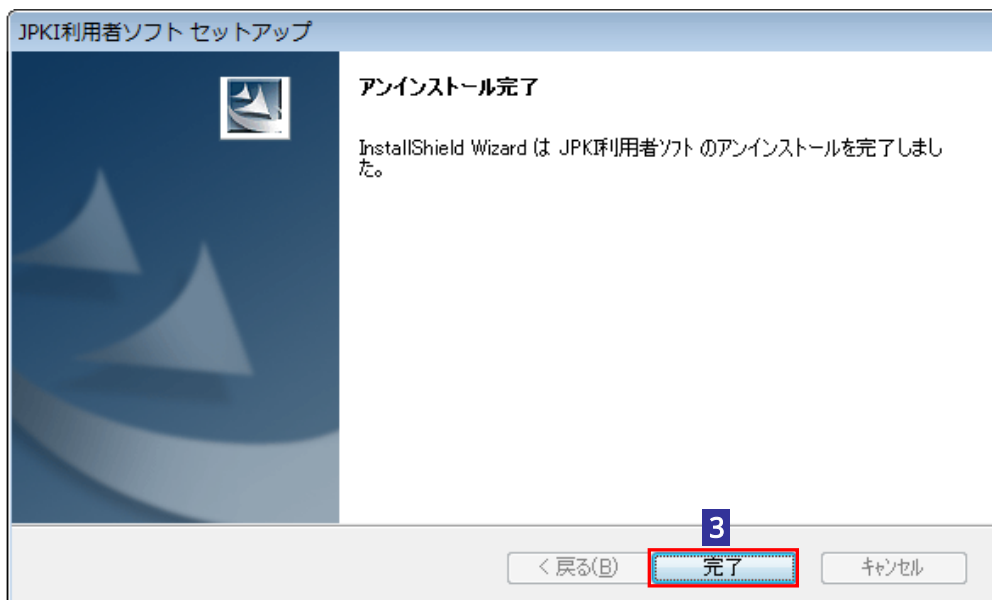 JPKI利用者ソフト セットアップ
アンインストール完了
InstallShield Wizard は JPKI利用者ソフト のアンインストールを完了しまし
た。
3
< 戻る(B)
完了
キャンセル